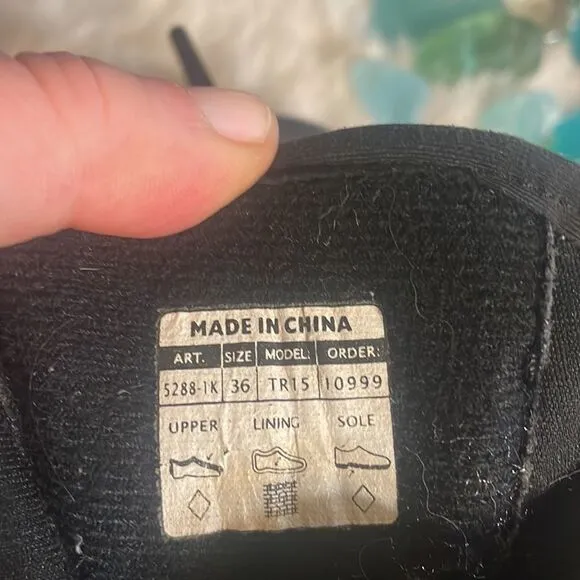 MADE IN CHINA
ART. SIZE MODEL: ORDER:
5288-1K 36 TR15 10999
UPPER LINING SOLE